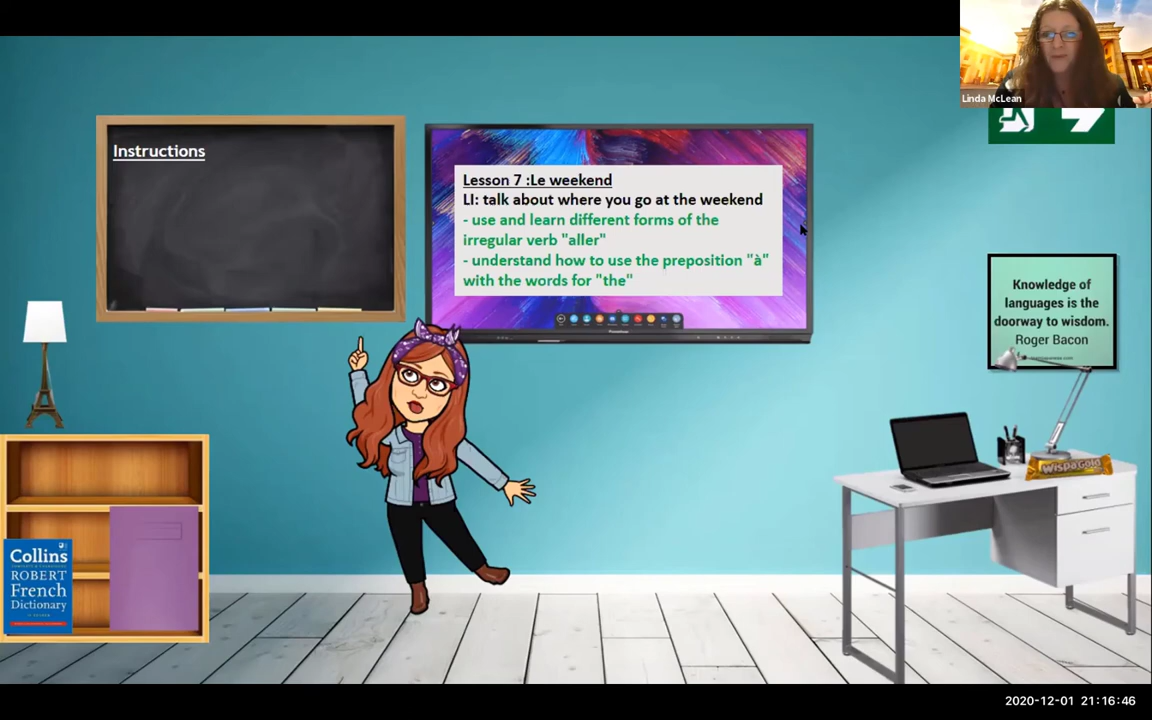 Linda McLean
Instructions
Lesson 7 :Le weekend
LI: talk about where you go at the weekend
- use and learn different forms of the
irregular verb "aller"
- understand how to use the preposition "à"
with the words for "the"
Knowledge of
languages is the
doorway to wisdom.
Roger Bacon
WispaGold
Collins
ROBERT
French
Dictionary
2020-12-01 21:16:46